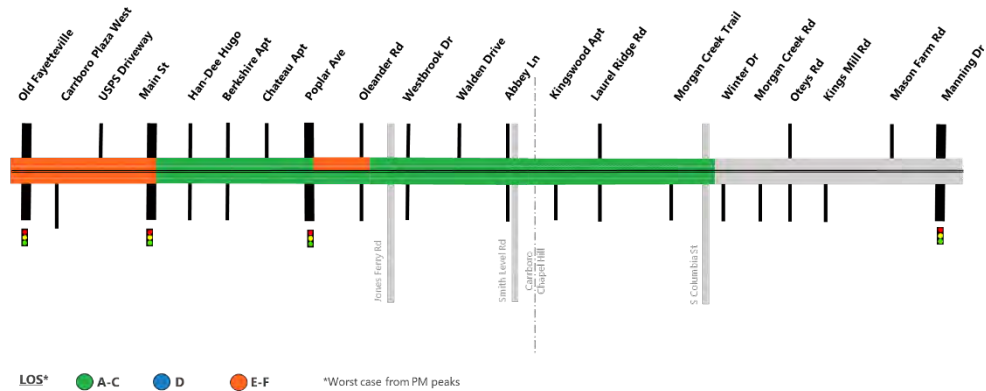 Old Fayetteville
Carrboro Plaza West
USPS Driveway
Main St
Han-Dee Hugo
Berkshire Apt
Chateau Apt
Poplar Ave
Oleander Rd
Westbrook Dr
Walden Drive
Abbey Ln
Kingswood Apt
Laurel Ridge Rd
Morgan Creek Trail
Winter Dr
Morgan Creek Rd
Oteys Rd
Kings Mill Rd
Mason Farm Rd
Manning Dr
Jones Ferry Rd
Smith Level Rd
Carrboro
Chapel Hill
S Columbia St
LOS*
A-C
D
E-F
*Worst case from PM peaks